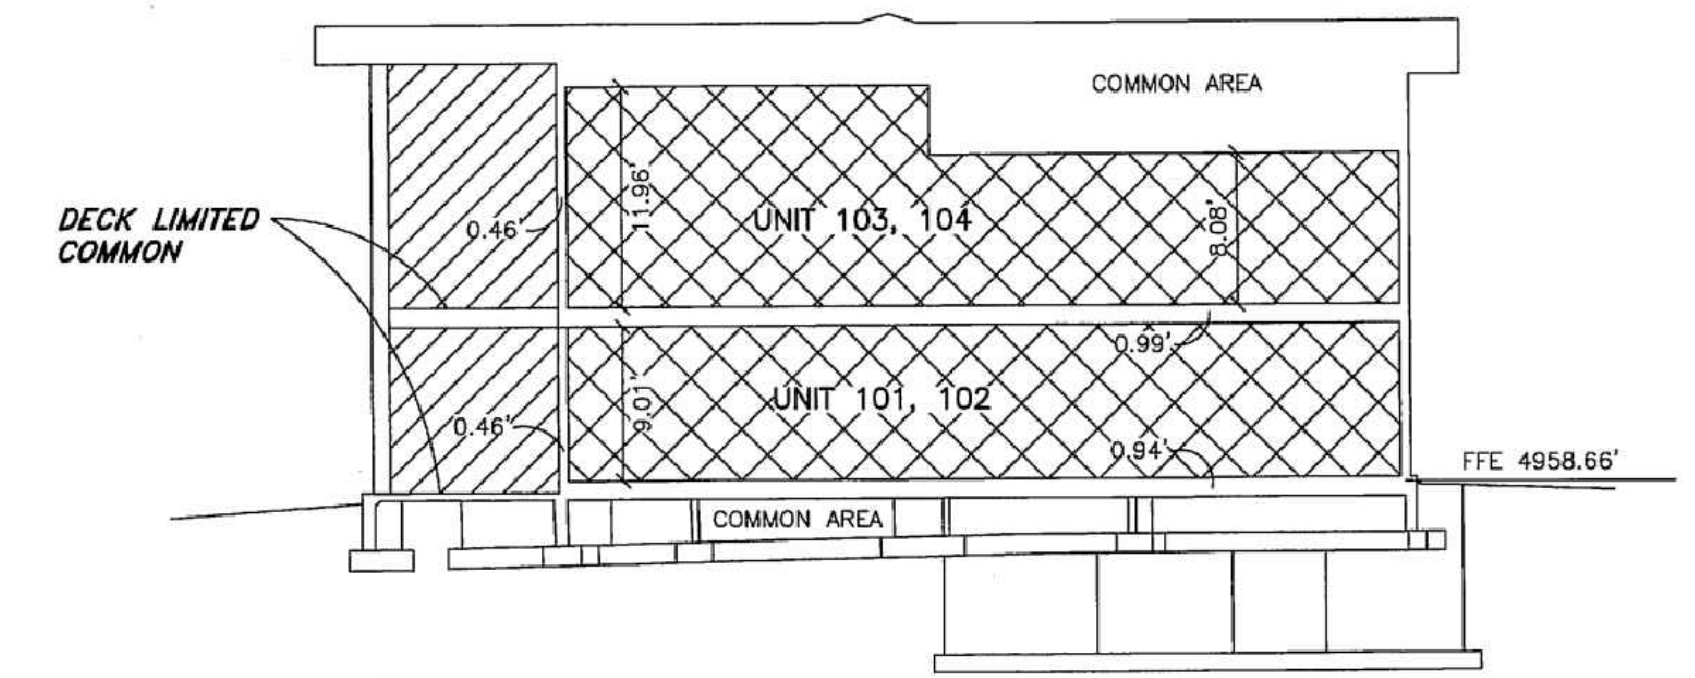 COMMON AREA
DECK LIMITED
COMMON
0.46'
11.96'
UNIT 103, 104
8.08'
0.99'
UNIT 101, 102
9.01'
0.46'
0.94'
FFE 4958.66'
COMMON AREA